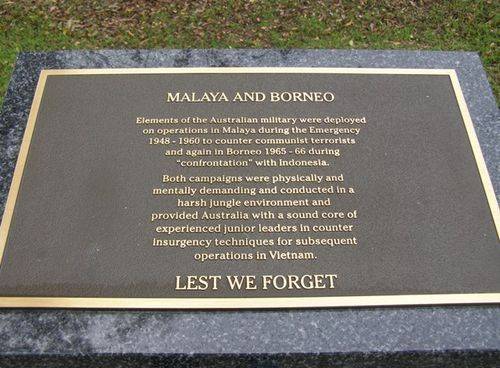 MALAYA AND BORNEO
Elements of the Australian military were deployed
on operations in Malaya during the Emergency
1948 - 1960 to counter communist terrorists
and again in Borneo 1965 - 66 during
"confrontation" with Indonesia.
Both campaigns were physically and
mentally demanding and conducted in a
harsh jungle environment and
provided Australia with a sound core of
experienced junior leaders in counter
insurgency techniques for subsequent
operations in Vietnam.
LEST WE FORGET